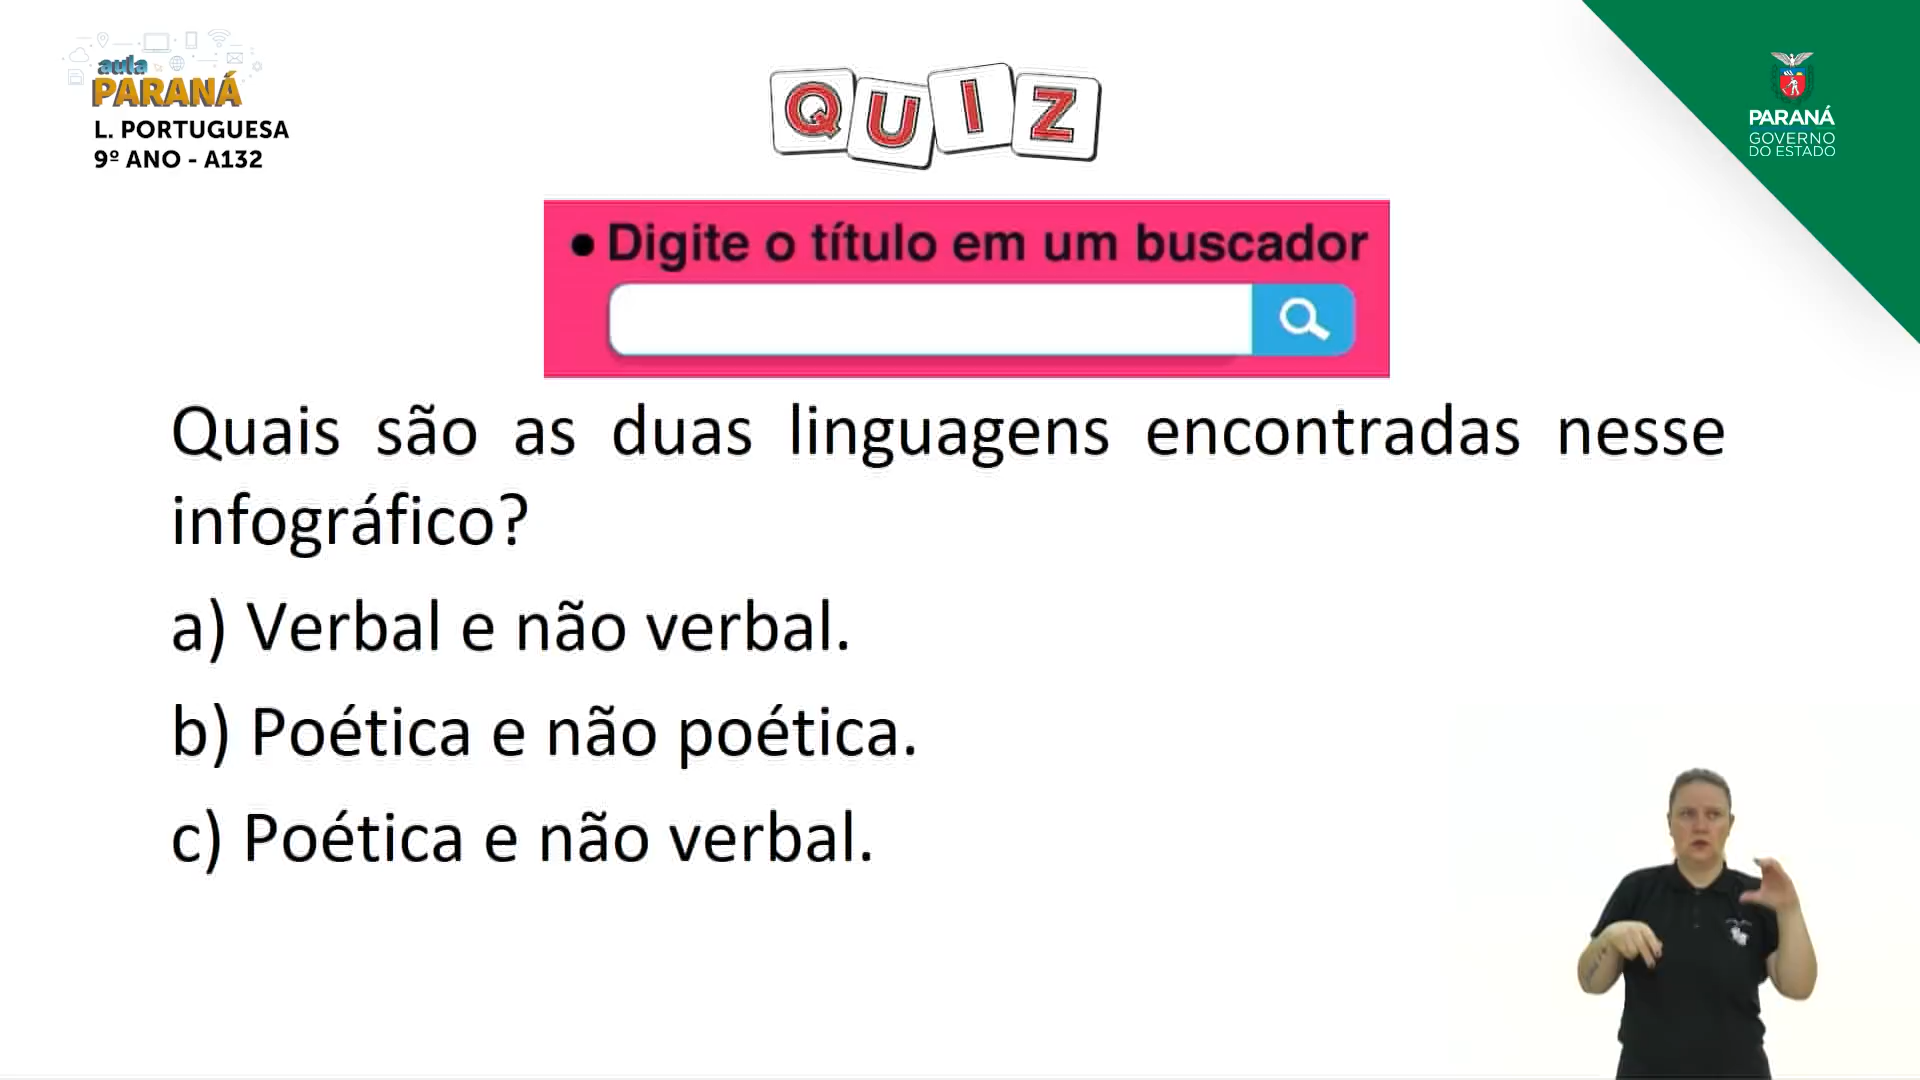 aula
PARANÁ
L. PORTUGUESA
9º ANO - A132
QUIZ
PARANÁ
GOVERNO
DO ESTADO
• Digite o título em um buscador
Quais são as duas linguagens encontradas nesse
infográfico?
a) Verbal e não verbal.
b) Poética e não poética.
c) Poética e não verbal.